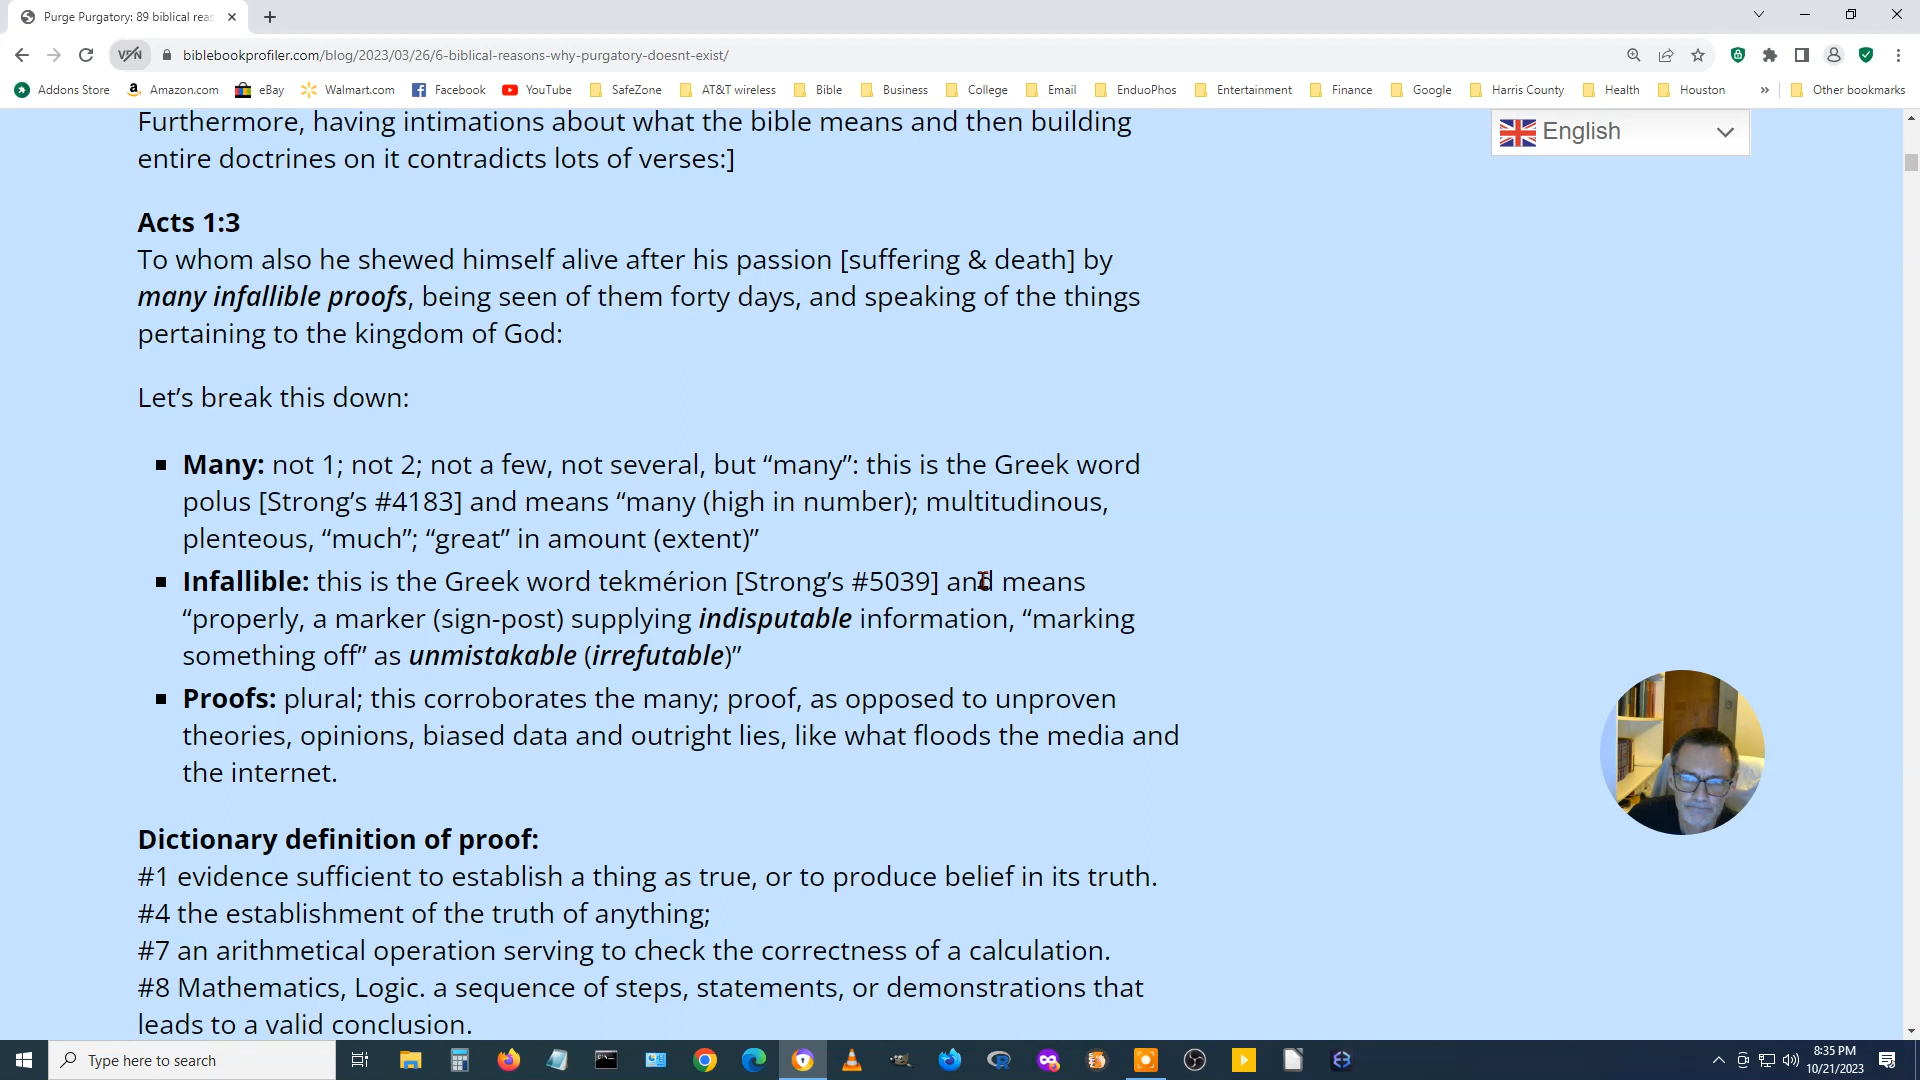 Purge Purgatory: 89 biblical reas
VPN
biblebookprofiler.com/blog/2023/03/26/6-biblical-reasons-why-purgatory-doesnt-exist/
Addons Store Amazon.com eBay Walmart.com Facebook YouTube SafeZone AT&T wireless Bible Business College Email EnduoPhos Entertainment Finance Google Harris County Health Houston » Other bookmarks
English
Furthermore, having intimations about what the bible means and then building
entire doctrines on it contradicts lots of verses:]
Acts 1:3
To whom also he shewed himself alive after his passion [suffering & death] by
many infallible proofs, being seen of them forty days, and speaking of the things
pertaining to the kingdom of God:
Let’s break this down:
Many: not 1; not 2; not a few, not several, but “many”: this is the Greek word
polus [Strong’s #4183] and means “many (high in number); multitudinous,
plenteous, “much”; “great” in amount (extent)”
Infallible: this is the Greek word tekmérion [Strong’s #5039] and means
“properly, a marker (sign-post) supplying indisputable information, “marking
something off” as unmistakable (irrefutable)”
Proofs: plural; this corroborates the many; proof, as opposed to unproven
theories, opinions, biased data and outright lies, like what floods the media and
the internet.
Dictionary definition of proof:
#1 evidence sufficient to establish a thing as true, or to produce belief in its truth.
#4 the establishment of the truth of anything;
#7 an arithmetical operation serving to check the correctness of a calculation.
#8 Mathematics, Logic. a sequence of steps, statements, or demonstrations that
leads to a valid conclusion.
Type here to search
8:35 PM
10/21/2023